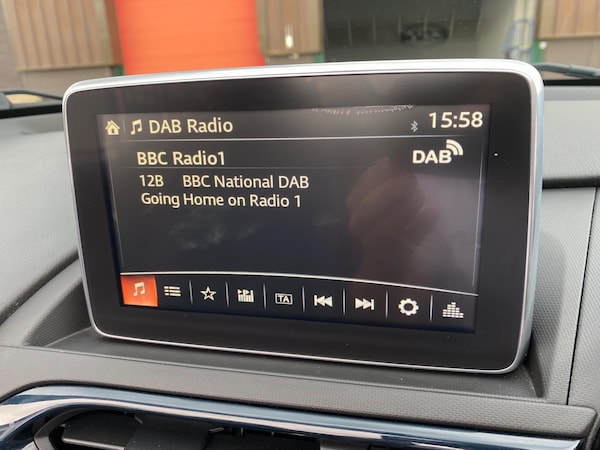 DAB Radio 15:58
BBC Radio1 DAB
12B BBC National DAB
Going Home on Radio 1
TA